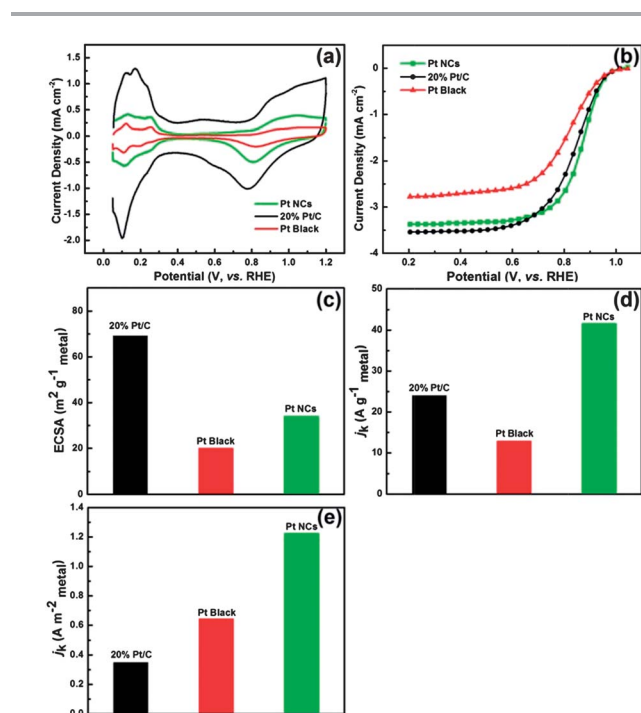 (a)
Current Density (mA cm-2)
1.5
1.0
0.5
0.0
-0.5
-1.0
-1.5
-2.0
Pt NCs
20% Pt/C
Pt Black
0.0 0.2 0.4 0.6 0.8 1.0 1.2
Potential (V, vs. RHE)
(b)
Current Density (mA cm-2)
0
-1
-2
-3
-4
Pt NCs
20% Pt/C
Pt Black
0.2 0.4 0.6 0.8 1.0
Potential (V, vs. RHE)
(c)
ECSA (m2 g-1 metal)
80
60
40
20
0
20% Pt/C
Pt Black
Pt NCs
(d)
jk (A g-1 metal)
50
40
30
20
10
0
20% Pt/C
Pt Black
Pt NCs
(e)
jk (A m-2 metal)
1.4
1.2
1.0
0.8
0.6
0.4
0.2
0.0
20% Pt/C
Pt Black
Pt NCs